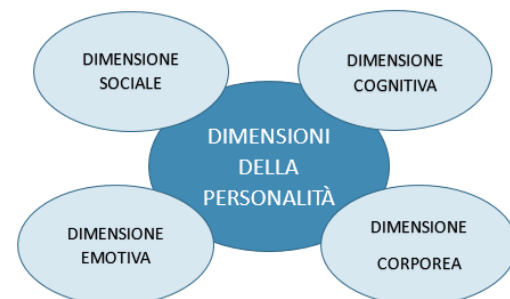 DIMENSIONE
SOCIALE
DIMENSIONE
COGNITIVA
DIMENSIONI
DELLA
PERSONALITÀ
DIMENSIONE
EMOTIVA
DIMENSIONE
CORPOREA